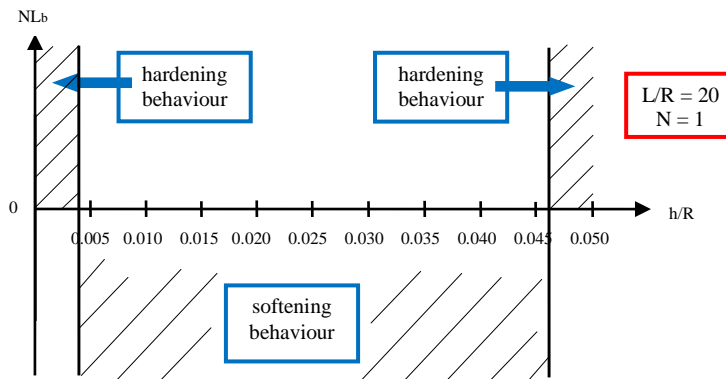 NLb
hardening
behaviour
hardening
behaviour
L/R = 20
N = 1
0
h/R
0.005 0.010 0.015 0.020 0.025 0.030 0.035 0.040 0.045 0.050
softening
behaviour